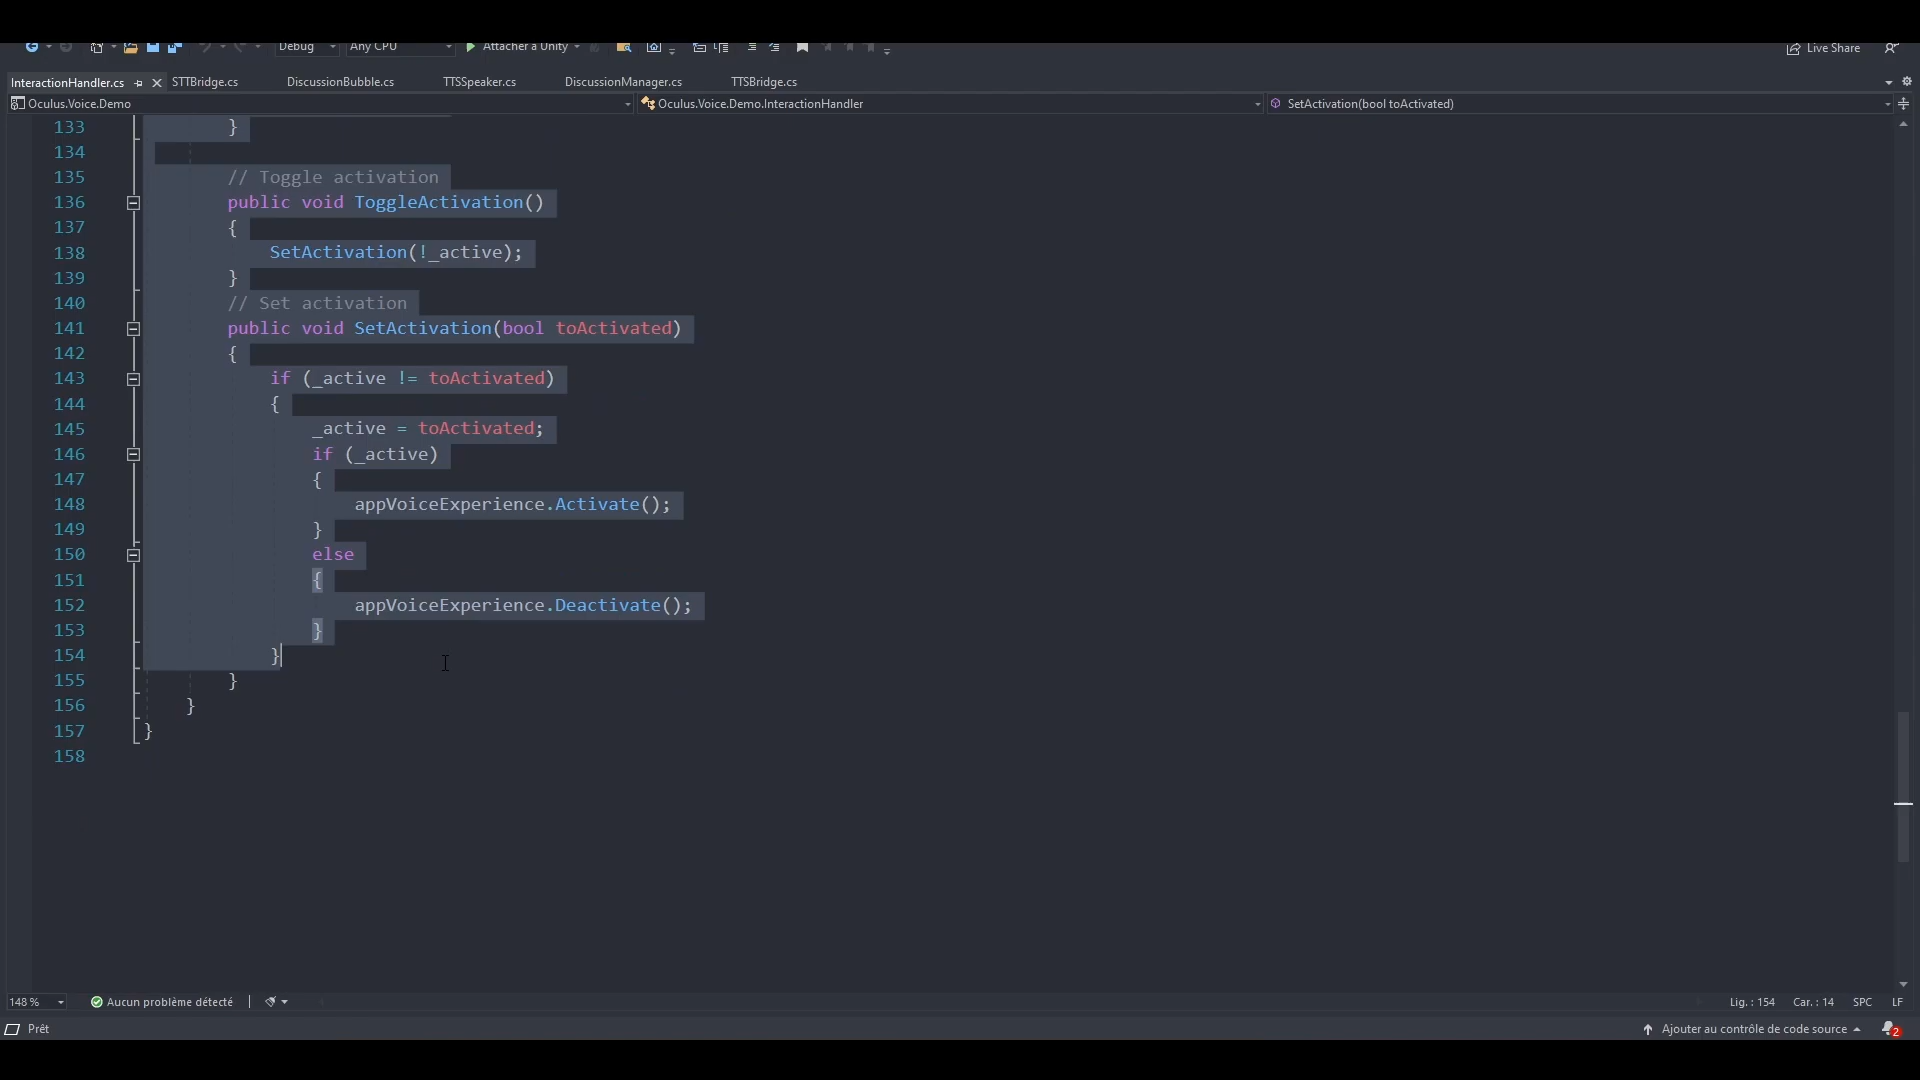 Debug Any CPU Attacher à Unity Live Share
InteractionHandler.cs STTBridge.cs DiscussionBubble.cs TTSSpeaker.cs DiscussionManager.cs TTSBridge.cs
Oculus.Voice.Demo Oculus.Voice.Demo.InteractionHandler SetActivation(bool toActivated)
133 }
134
135 // Toggle activation
136 public void ToggleActivation()
137 {
138 SetActivation(!_active);
139 }
140 // Set activation
141 public void SetActivation(bool toActivated)
142 {
143 if (_active != toActivated)
144 {
145 _active = toActivated;
146 if (_active)
147 {
148 appVoiceExperience.Activate();
149 }
150 else
151 {
152 appVoiceExperience.Deactivate();
153 }
154 }
155 }
156 }
157 }
158
148 % Aucun problème détecté Lig. : 154 Car. : 14 SPC LF
Prêt Ajouter au contrôle de code source 2